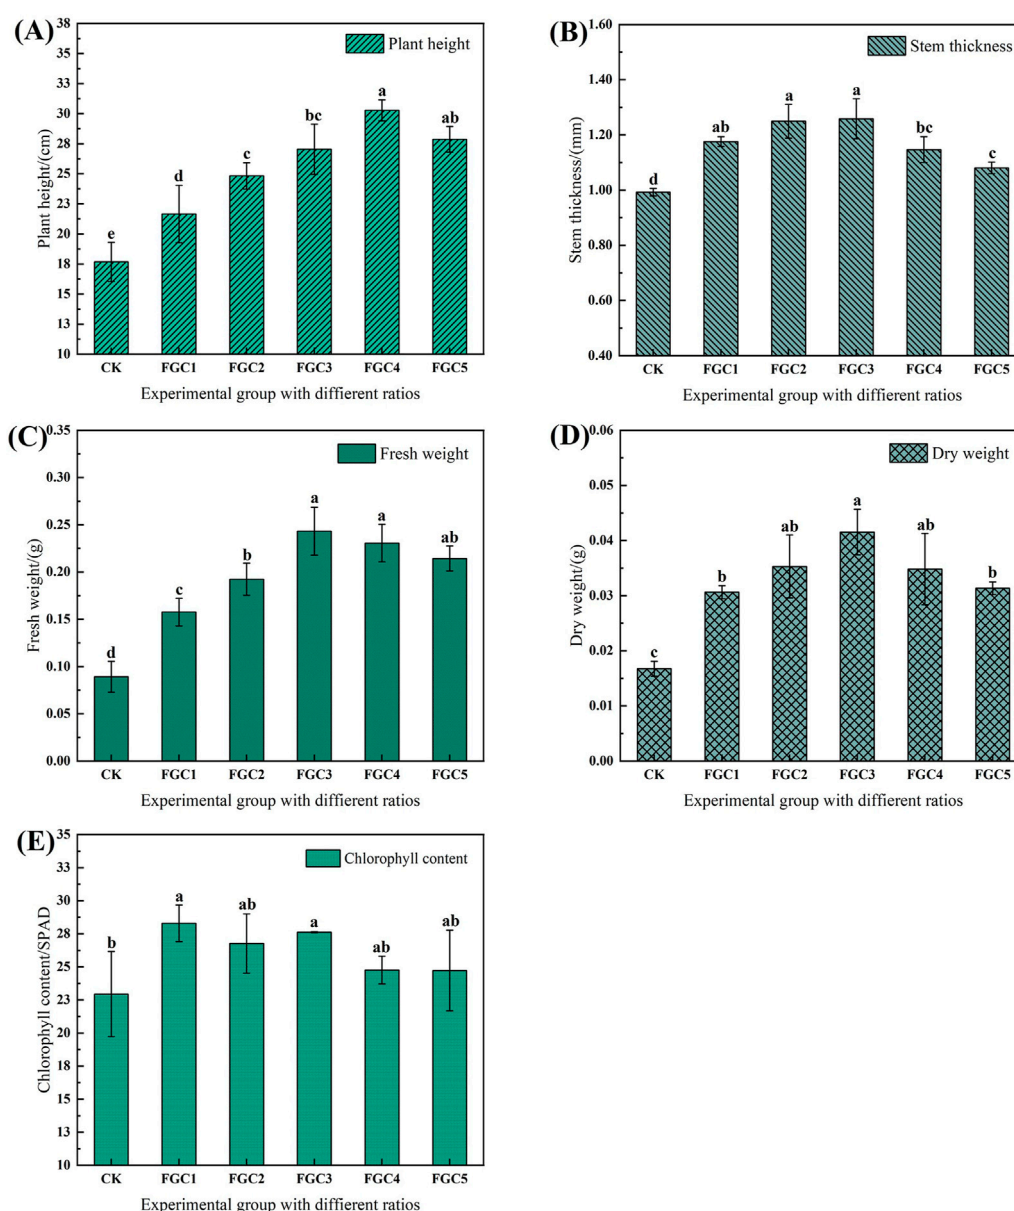 (A)
Plant height
Plant height/(cm)
38
35
33
30
28
25
23
20
18
15
13
10
e
d
c
bc
a
ab
CK FGC1 FGC2 FGC3 FGC4 FGC5
Experimental group with different ratios
(B)
Stem thickness
Stem thickness/(mm)
1.60
1.40
1.20
1.00
0.80
0.60
0.40
d
ab
a
a
bc
c
CK FGC1 FGC2 FGC3 FGC4 FGC5
Experimental group with different ratios
(C)
Fresh weight
Fresh weight/(g)
0.35
0.30
0.25
0.20
0.15
0.10
0.05
0.00
d
c
b
a
a
ab
CK FGC1 FGC2 FGC3 FGC4 FGC5
Experimental group with different ratios
(D)
Dry weight
Dry weight/(g)
0.06
0.05
0.04
0.03
0.02
0.01
0.00
c
b
ab
a
ab
b
CK FGC1 FGC2 FGC3 FGC4 FGC5
Experimental group with different ratios
(E)
Chlorophyll content
Chlorophyll content/SPAD
35
33
30
28
25
23
20
18
15
13
10
b
a
ab
a
ab
ab
CK FGC1 FGC2 FGC3 FGC4 FGC5
Experimental group with different ratios